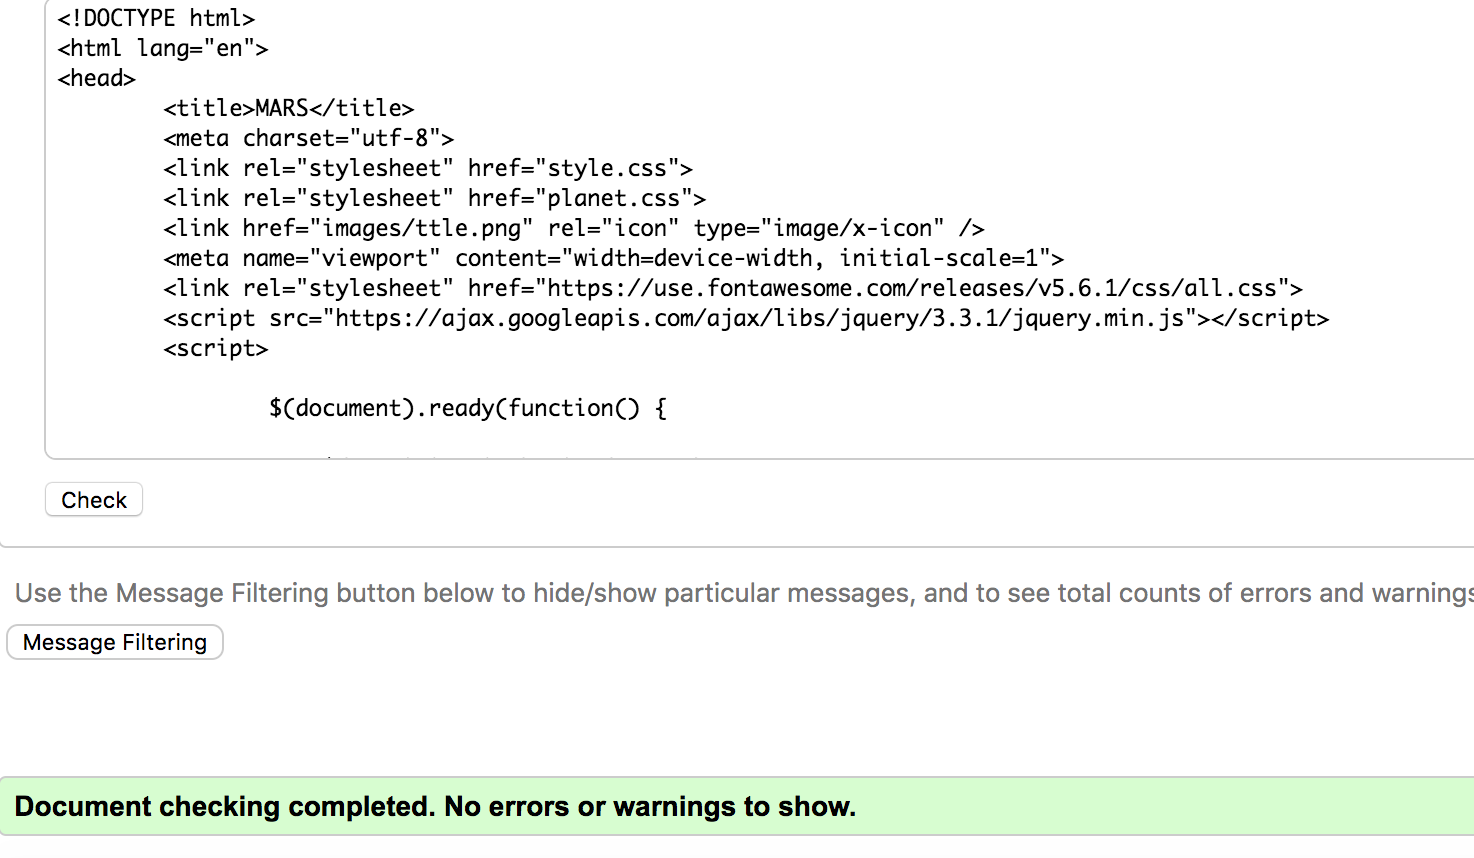 <!DOCTYPE html>
<html lang="en">
<head>
<title>MARS</title>
<meta charset="utf-8">
<link rel="stylesheet" href="style.css">
<link rel="stylesheet" href="planet.css">
<link href="images/ttle.png" rel="icon" type="image/x-icon" />
<meta name="viewport" content="width=device-width, initial-scale=1">
<link rel="stylesheet" href="https://use.fontawesome.com/releases/v5.6.1/css/all.css">
<script src="https://ajax.googleapis.com/ajax/libs/jquery/3.3.1/jquery.min.js"></script>
<script>
$(document).ready(function() {
Check
Use the Message Filtering button below to hide/show particular messages, and to see total counts of errors and warnings
Message Filtering
Document checking completed. No errors or warnings to show.